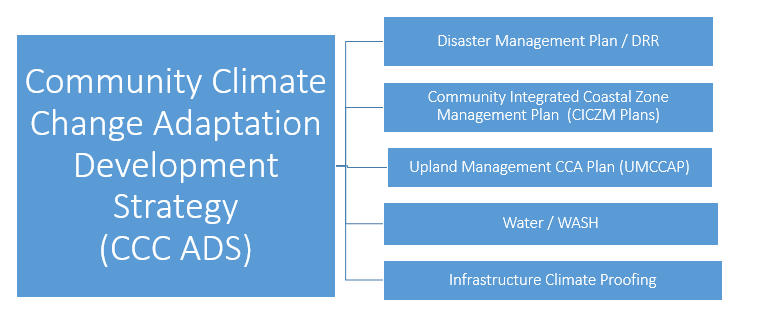 Community Climate
Change Adaptation
Development
Strategy
(CCC ADS)
Disaster Management Plan / DRR
Community Integrated Coastal Zone
Management Plan  (CICZM Plans)
Upland Management CCA Plan (UMCCAP)
Water / WASH
Infrastructure Climate Proofing